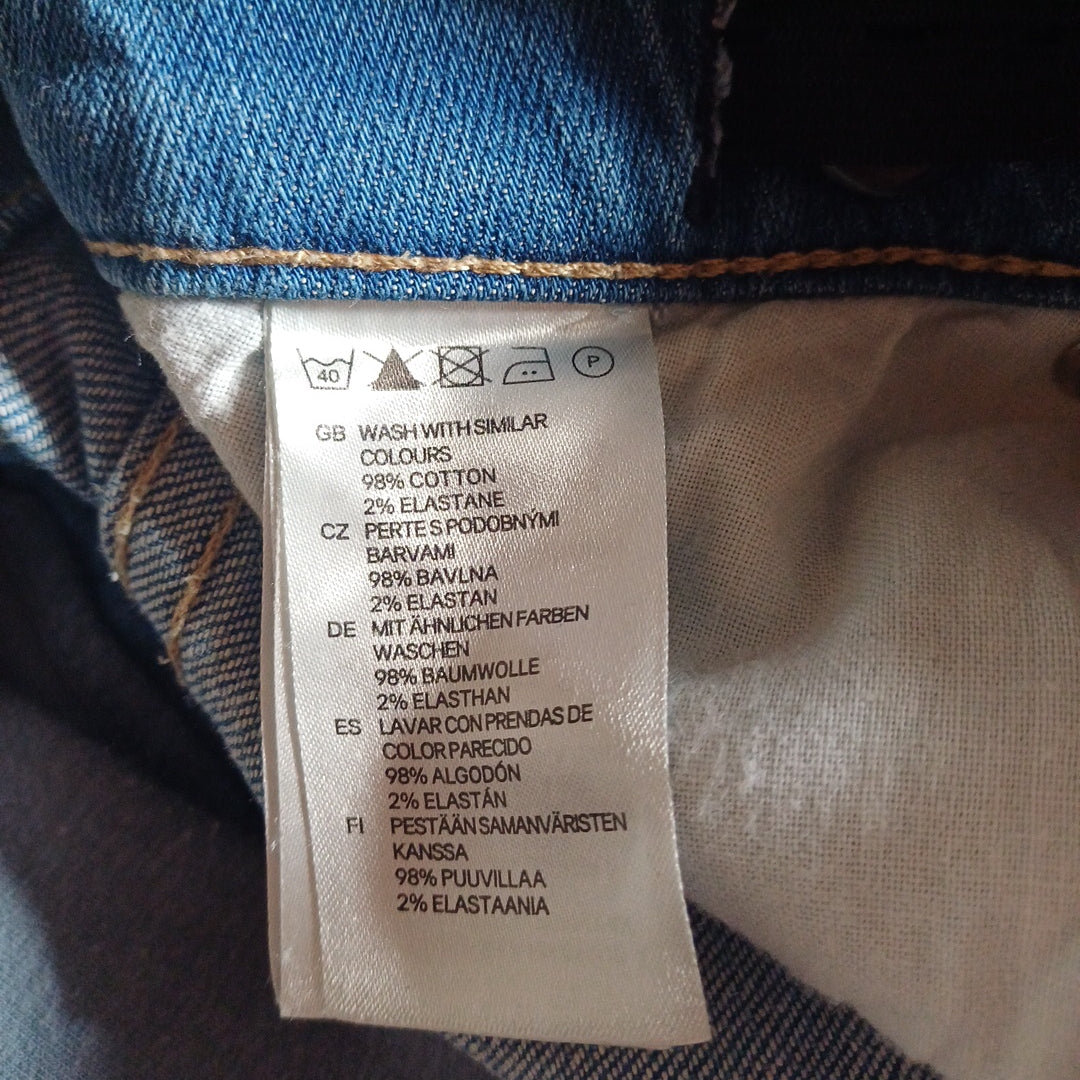 40 P
GB WASH WITH SIMILAR
COLOURS
98% COTTON
2% ELASTANE
CZ PERTE S PODOBNÝMI
BARVAMI
98% BAVLNA
2% ELASTAN
DE MIT ÄHNLICHEN FARBEN
WASCHEN
98% BAUMWOLLE
2% ELASTHAN
ES LAVAR CON PRENDAS DE
COLOR PARECIDO
98% ALGODÓN
2% ELASTÁN
FI PESTÄÄN SAMANVÄRISTEN
KANSSA
98% PUUVILLAA
2% ELASTAANIA